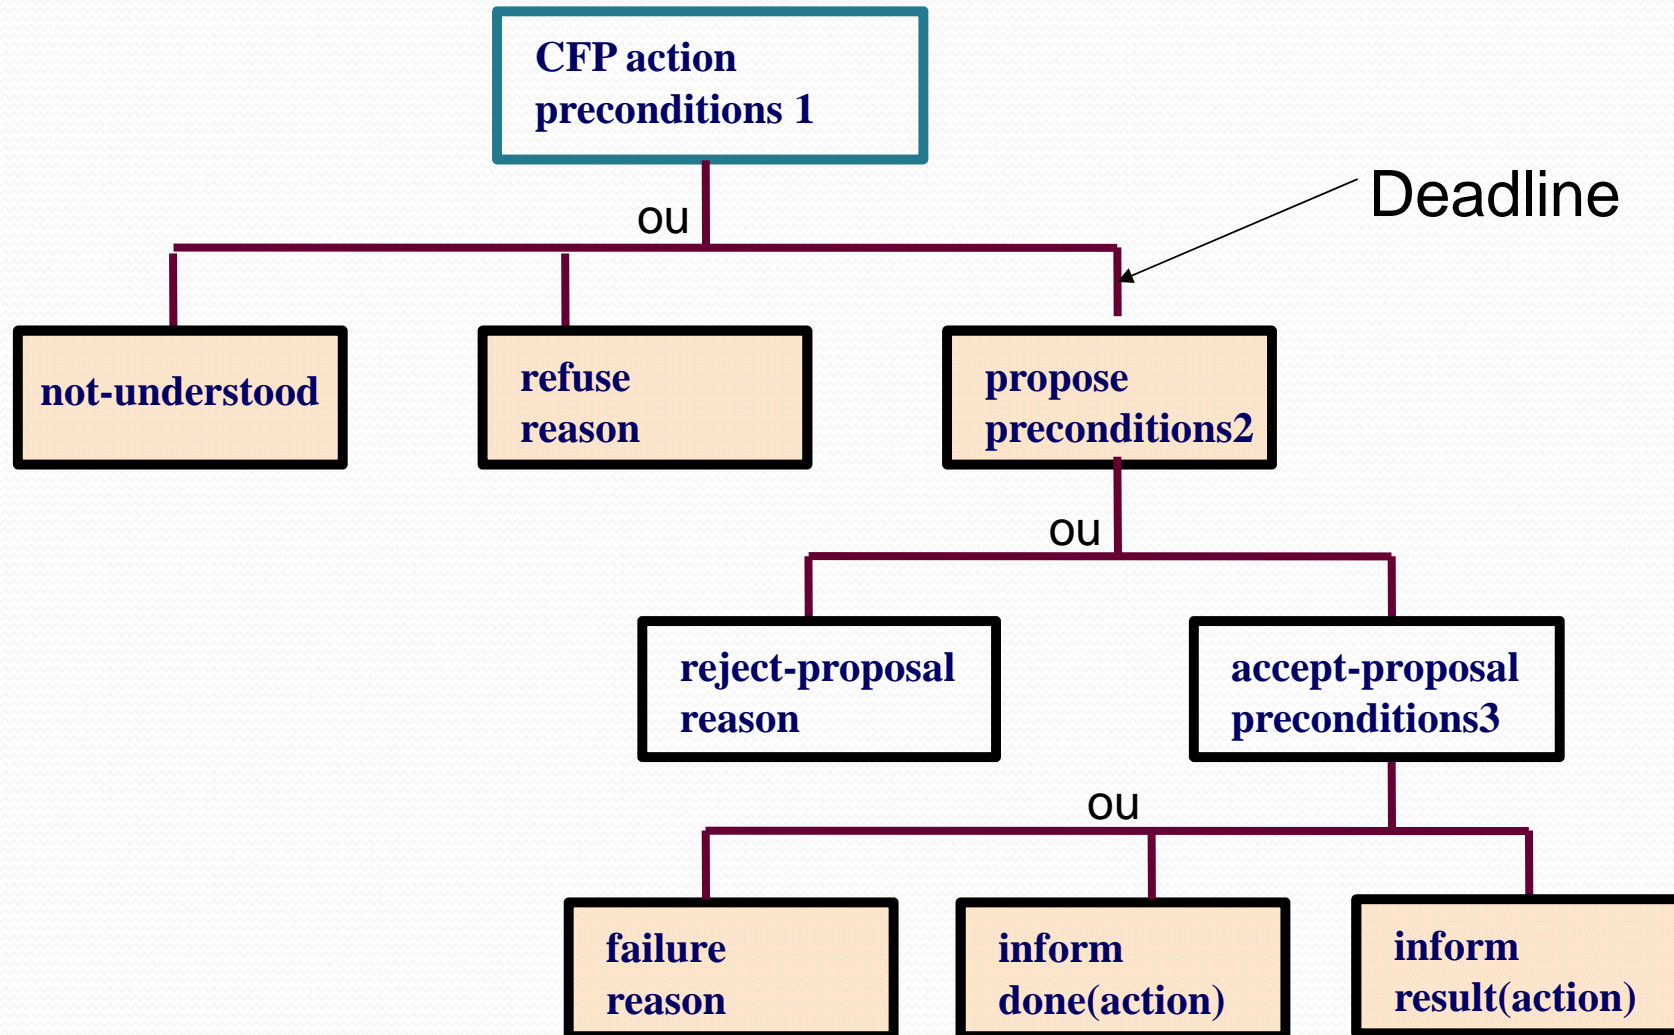 CFP action
preconditions 1
Deadline
ou
not-understood
refuse
reason
propose
preconditions2
ou
reject-proposal
reason
accept-proposal
preconditions3
ou
failure
reason
inform
done(action)
inform
result(action)